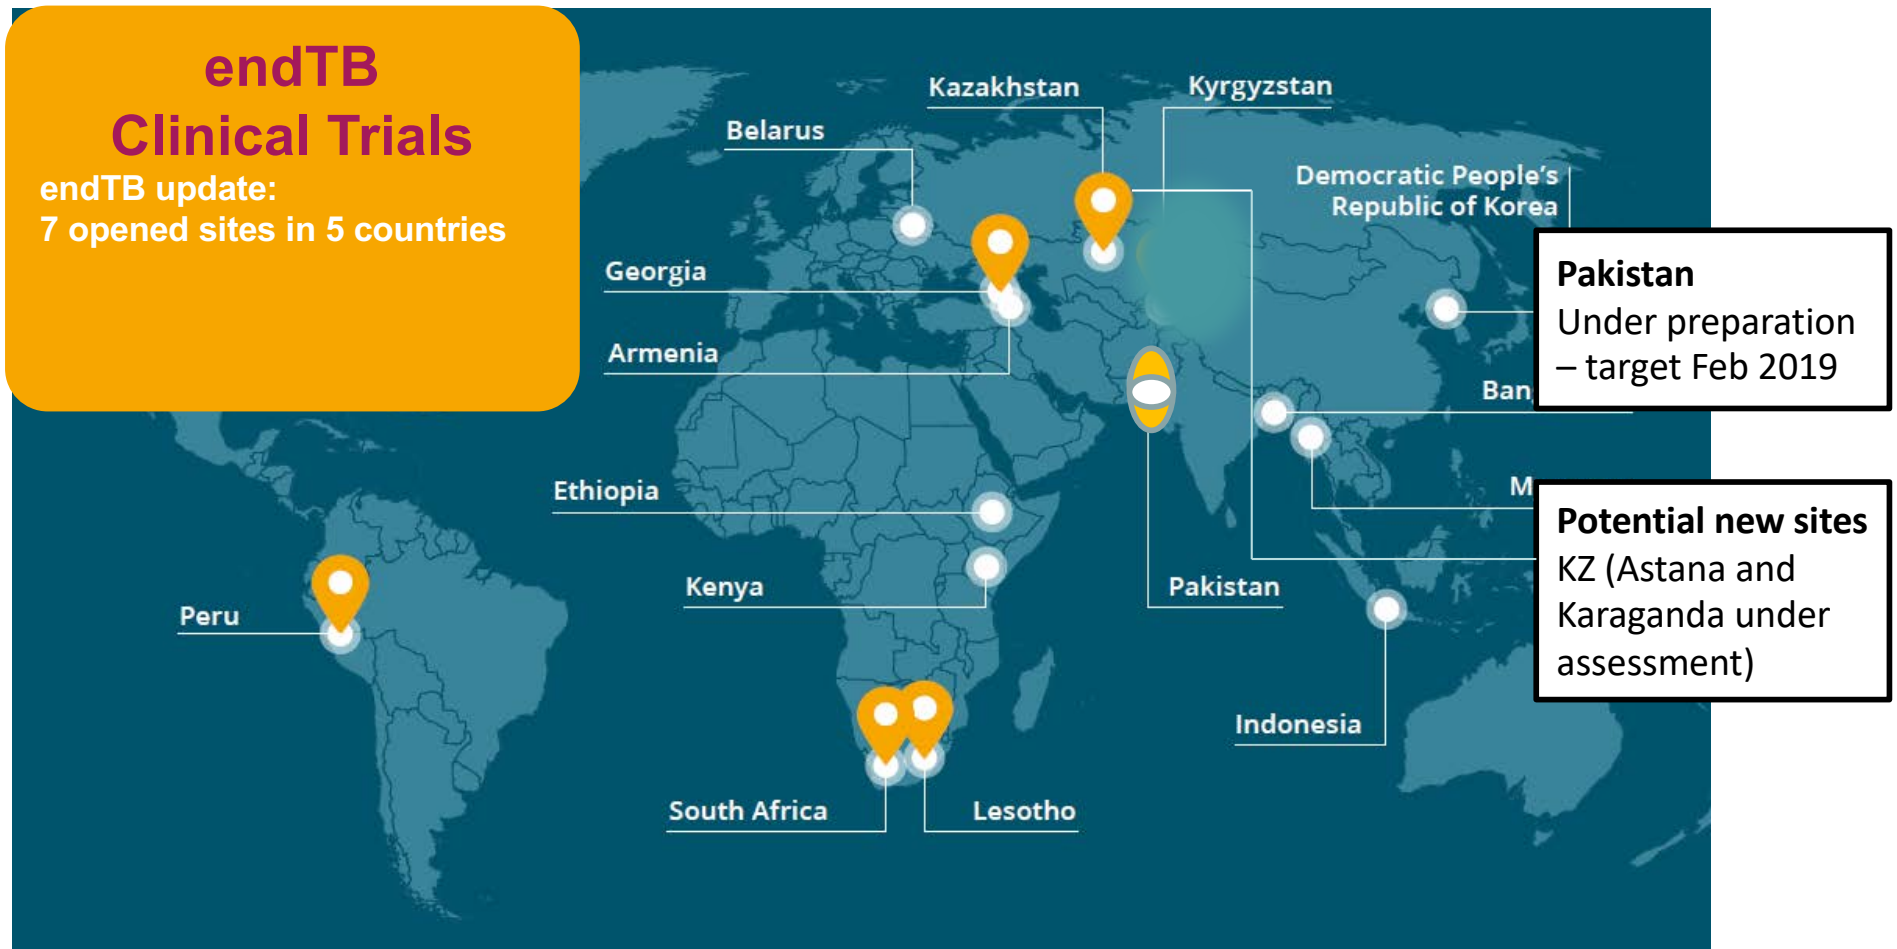 endTB
Clinical Trials
endTB update:
7 opened sites in 5 countries
Kazakhstan
Kyrgyzstan
Belarus
Democratic People's
Republic of Korea
Georgia
Armenia
Pakistan
Under preparation
– target Feb 2019
Ban
Ethiopia
M
Potential new sites
KZ (Astana and
Karaganda under
assessment)
Kenya
Pakistan
Peru
Indonesia
South Africa
Lesotho